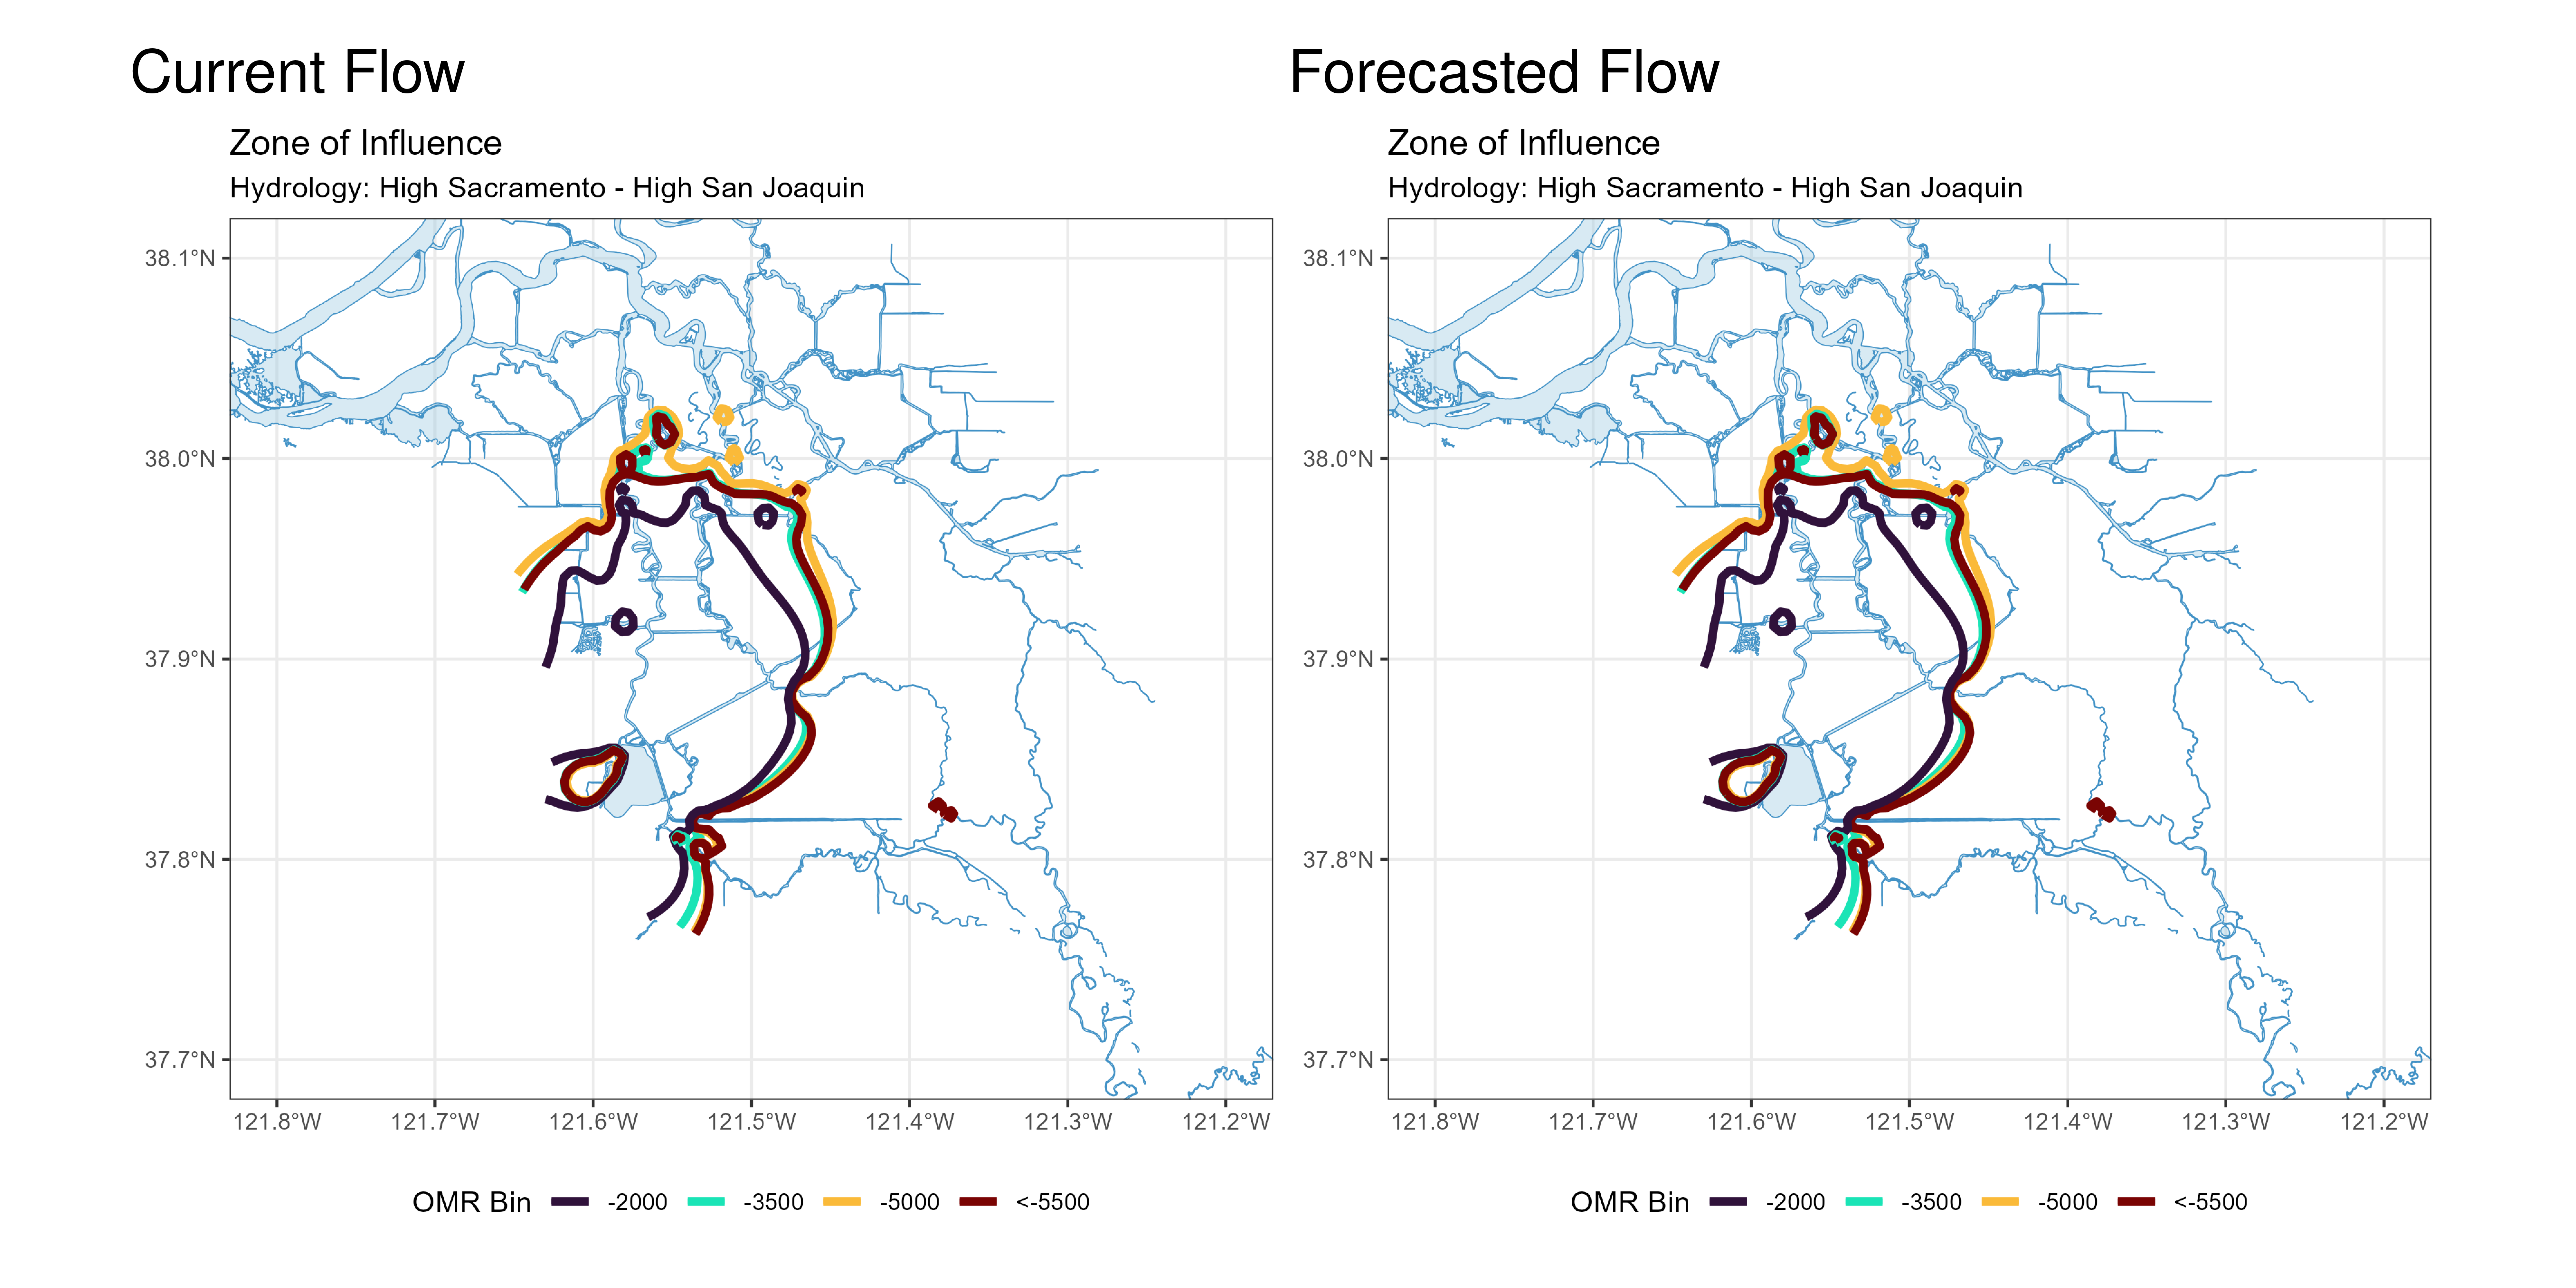 Current Flow
Zone of Influence
Hydrology: High Sacramento - High San Joaquin
38.1°N
38.0°N
37.9°N
37.8°N
37.7°N
121.8°W 121.7°W 121.6°W 121.5°W 121.4°W 121.3°W 121.2°W
OMR Bin -2000 -3500 -5000 <-5500
Forecasted Flow
Zone of Influence
Hydrology: High Sacramento - High San Joaquin
38.1°N
38.0°N
37.9°N
37.8°N
37.7°N
121.8°W 121.7°W 121.6°W 121.5°W 121.4°W 121.3°W 121.2°W
OMR Bin -2000 -3500 -5000 <-5500